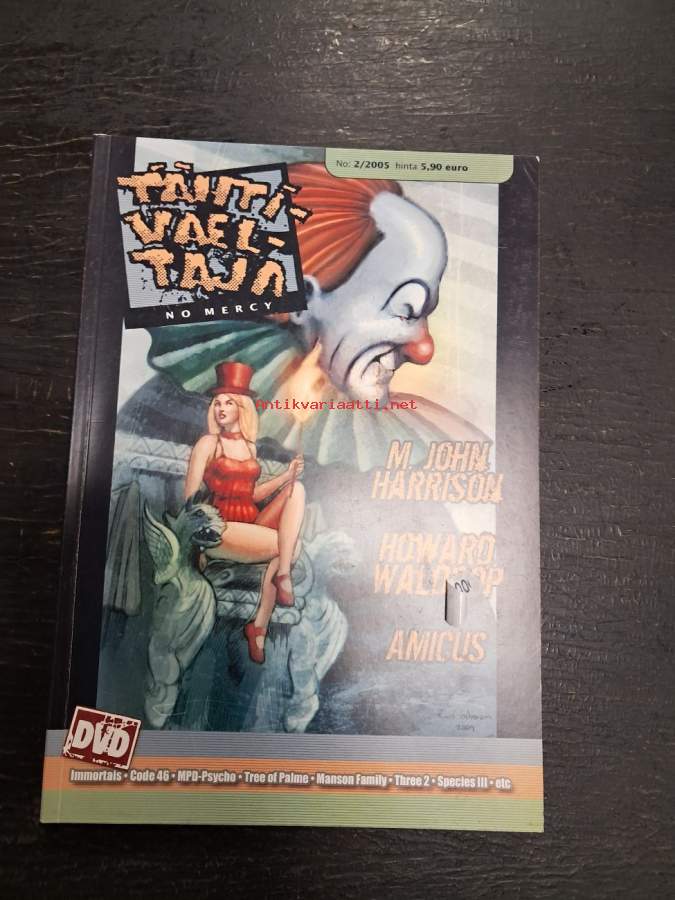 No: 2/2005 hinta 5,90 euro
TÄHTI-
VAEL-
TAJA
NO MERCY
Antikvariaatti.net
M. JOHN
HARRISON
HOWARD
AMICUS
2004
DVD
Immortals • Code 46 • MPD-Psycho • Tree of Palme • Manson Family • Three 2 • Species III • etc